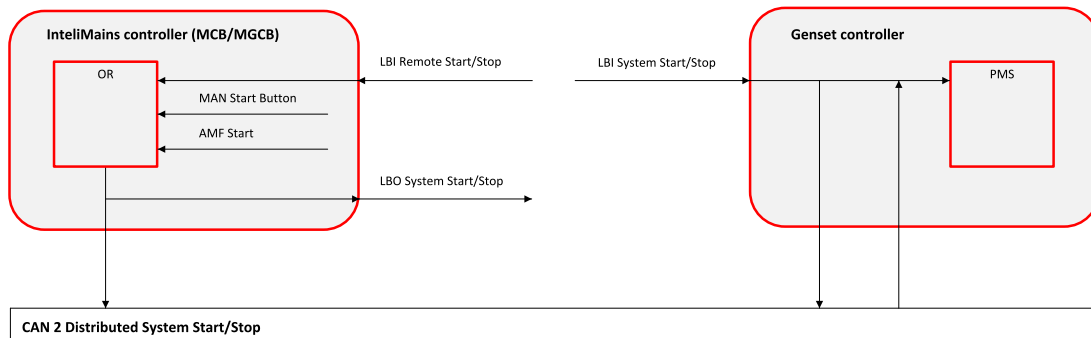 InteliMains controller (MCB/MGCB)
OR
LBI Remote Start/Stop
MAN Start Button
AMF Start
LBO System Start/Stop
LBI System Start/Stop
Genset controller
PMS
CAN 2 Distributed System Start/Stop